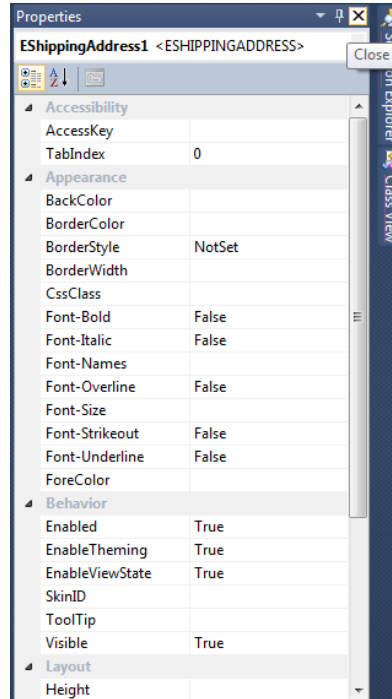 Properties
EShippingAddress1 <ESHIPPINGADDRESS>
Close
Accessibility
AccessKey
TabIndex 0
Appearance
BackColor
BorderColor
BorderStyle NotSet
BorderWidth
CssClass
Font-Bold False
Font-Italic False
Font-Names
Font-Overline False
Font-Size
Font-Strikeout False
Font-Underline False
ForeColor
Behavior
Enabled True
EnableTheming True
EnableViewState True
SkinID
ToolTip
Visible True
Layout
Height
Explorer
Class View